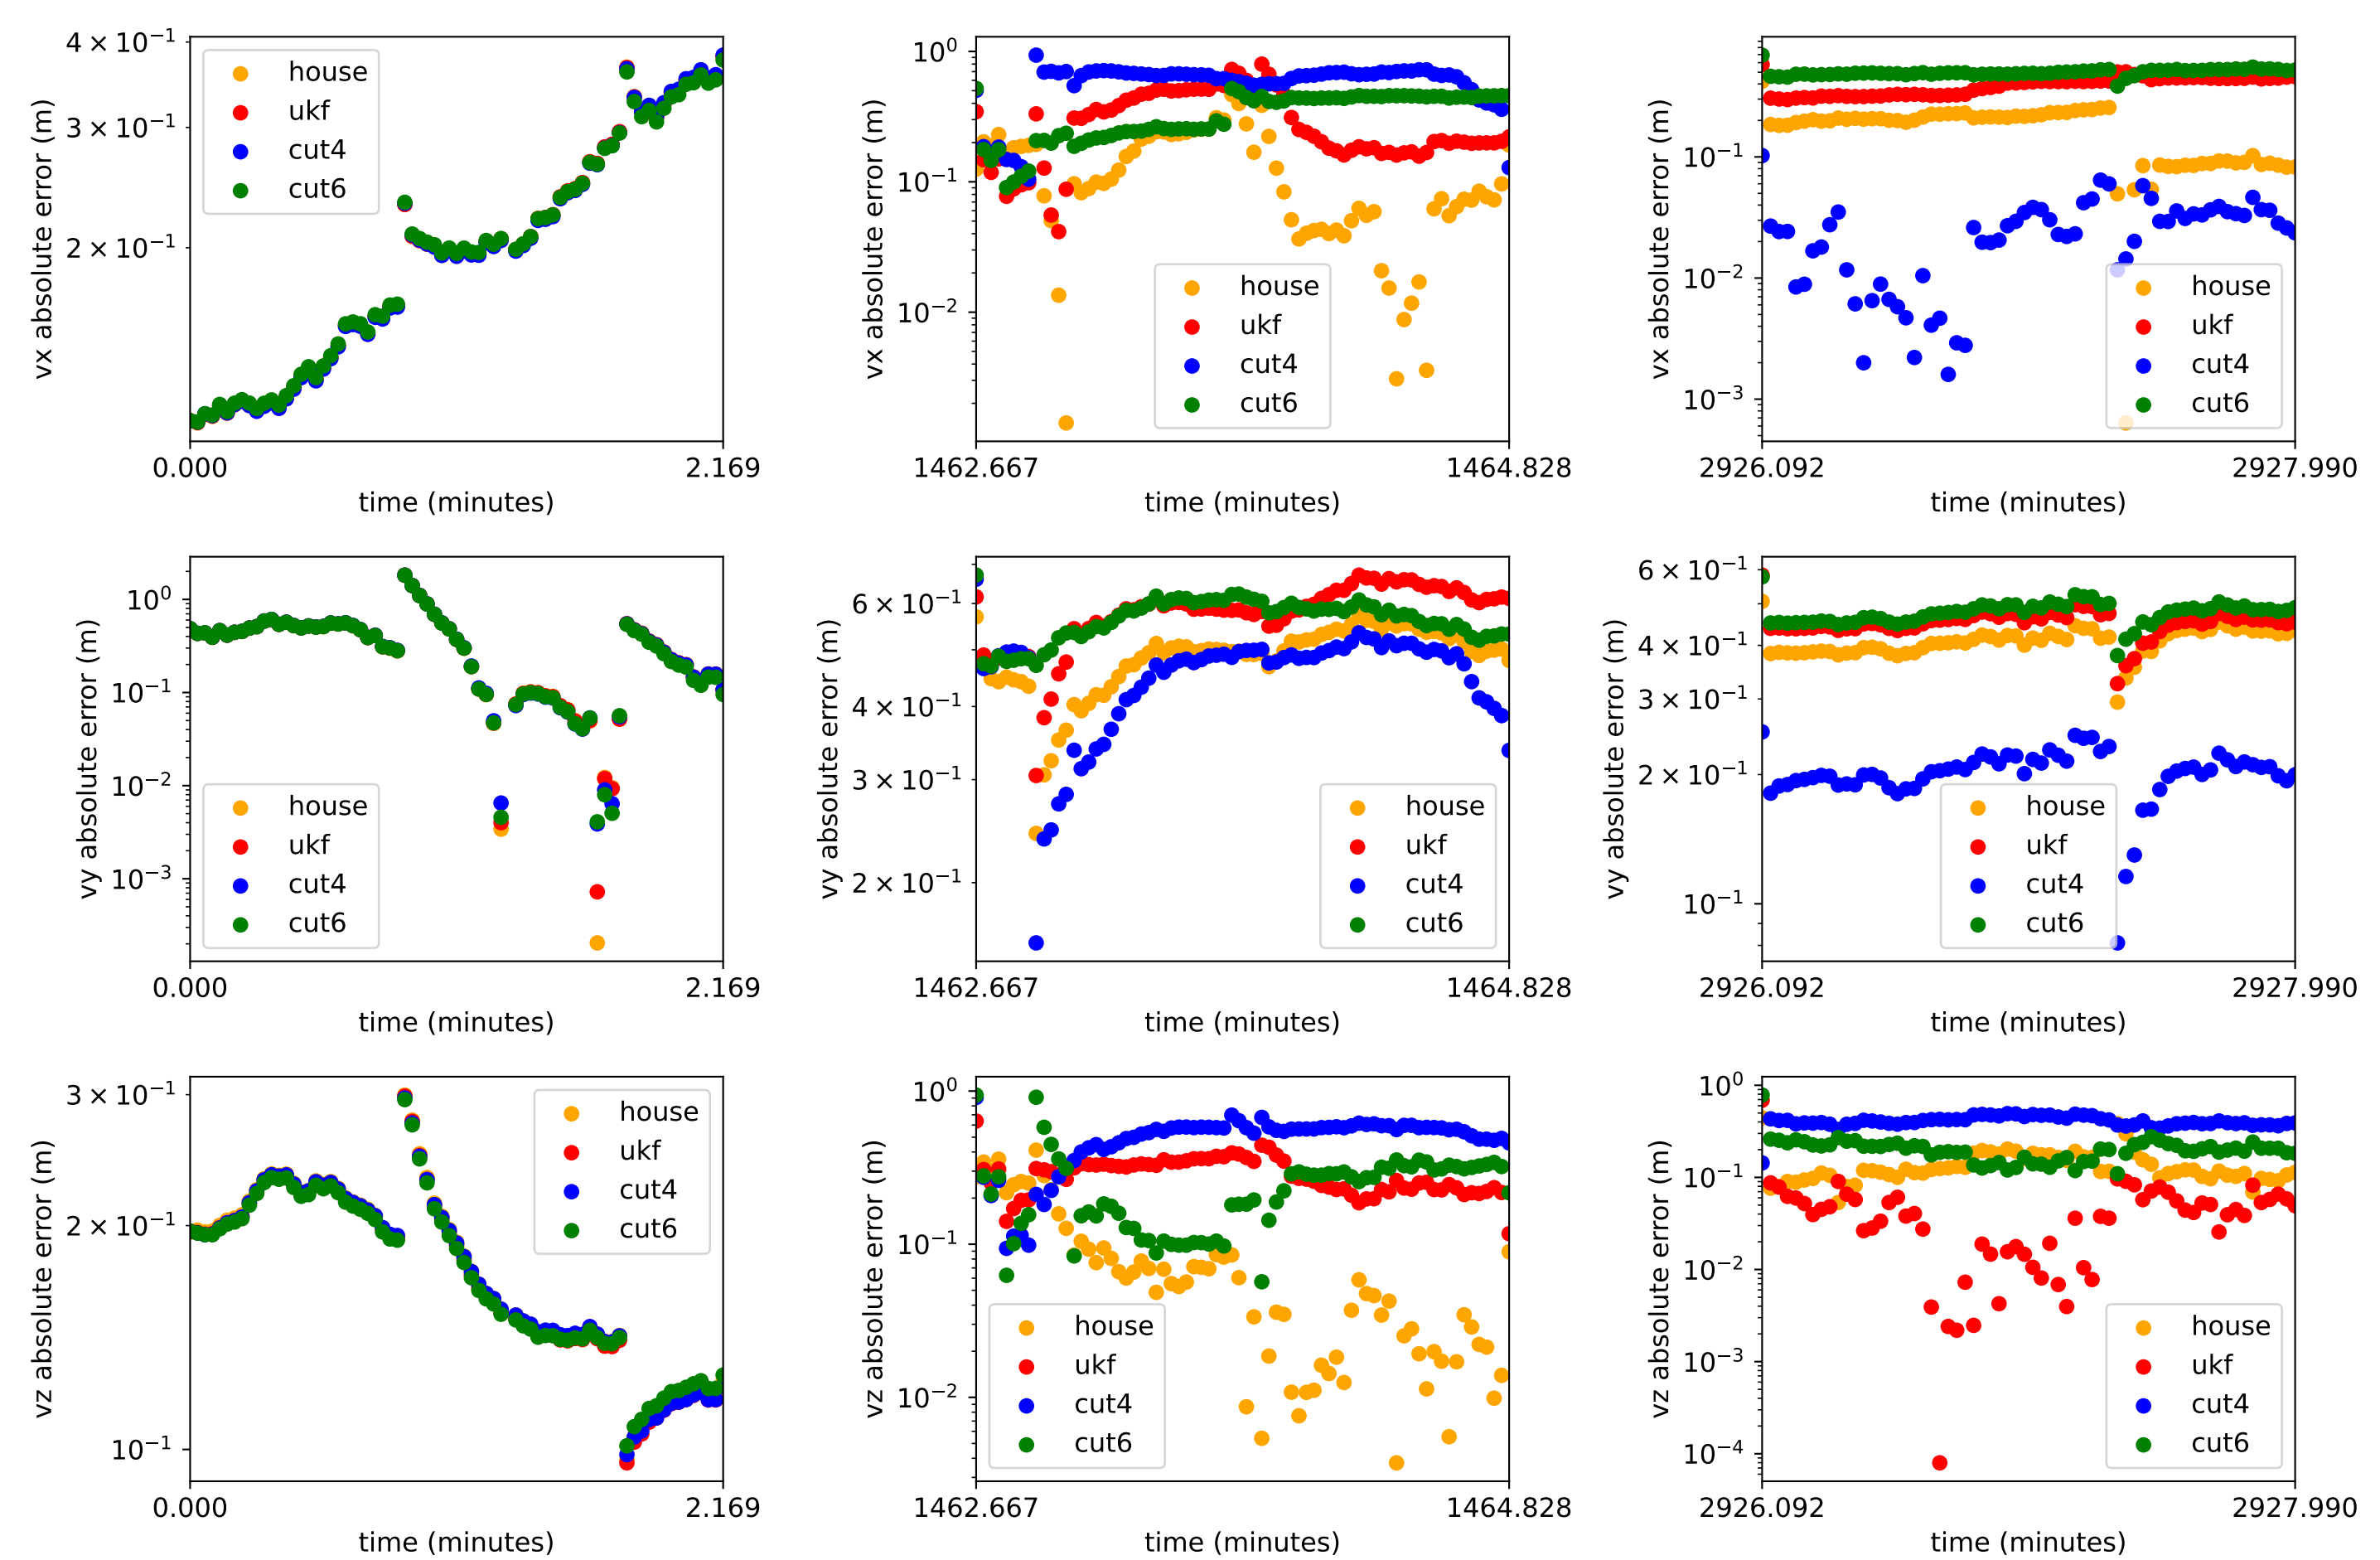 vx absolute error (m)
4 × 10⁻¹
3 × 10⁻¹
2 × 10⁻¹
house
ukf
cut4
cut6
0.000
2.169
time (minutes)
vx absolute error (m)
10⁰
10⁻¹
10⁻²
house
ukf
cut4
cut6
1462.667
1464.828
time (minutes)
vx absolute error (m)
10⁻¹
10⁻²
10⁻³
house
ukf
cut4
cut6
2926.092
2927.990
time (minutes)
vy absolute error (m)
10⁰
10⁻¹
10⁻²
10⁻³
house
ukf
cut4
cut6
0.000
2.169
time (minutes)
vy absolute error (m)
6 × 10⁻¹
4 × 10⁻¹
3 × 10⁻¹
2 × 10⁻¹
house
ukf
cut4
cut6
1462.667
1464.828
time (minutes)
vy absolute error (m)
6 × 10⁻¹
4 × 10⁻¹
3 × 10⁻¹
2 × 10⁻¹
10⁻¹
house
ukf
cut4
cut6
2926.092
2927.990
time (minutes)
vz absolute error (m)
3 × 10⁻¹
2 × 10⁻¹
10⁻¹
house
ukf
cut4
cut6
0.000
2.169
time (minutes)
vz absolute error (m)
10⁰
10⁻¹
10⁻²
house
ukf
cut4
cut6
1462.667
1464.828
time (minutes)
vz absolute error (m)
10⁰
10⁻¹
10⁻²
10⁻³
10⁻⁴
house
ukf
cut4
cut6
2926.092
2927.990
time (minutes)